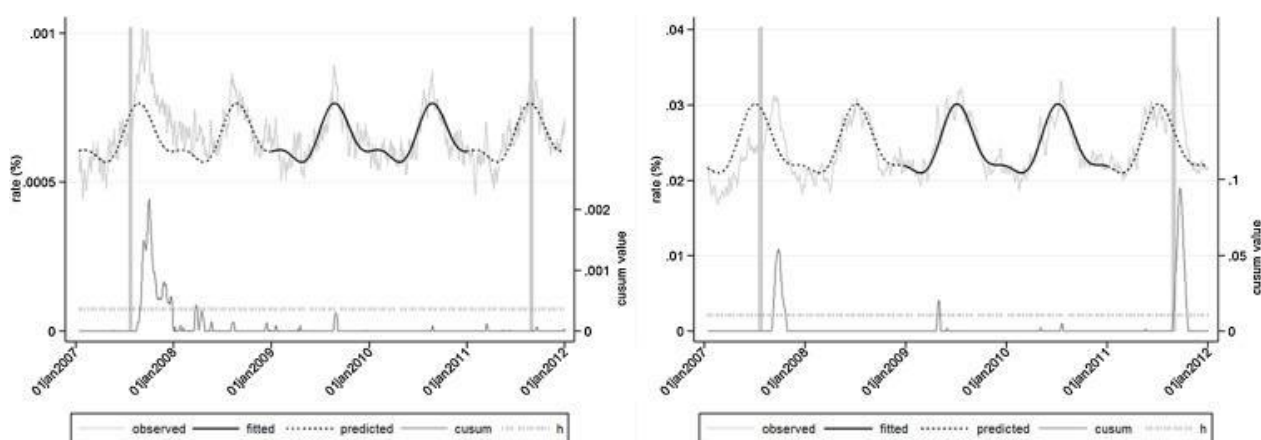 .001
.0005
0
rate (%)
.002
.001
0
cusum value
01jan2007
01jan2008
01jan2009
01jan2010
01jan2011
01jan2012
observed fitted predicted cusum h
.04
.03
.02
.01
0
rate (%)
.1
.05
0
cusum value
01jan2007
01jan2008
01jan2009
01jan2010
01jan2011
01jan2012
observed fitted predicted cusum h